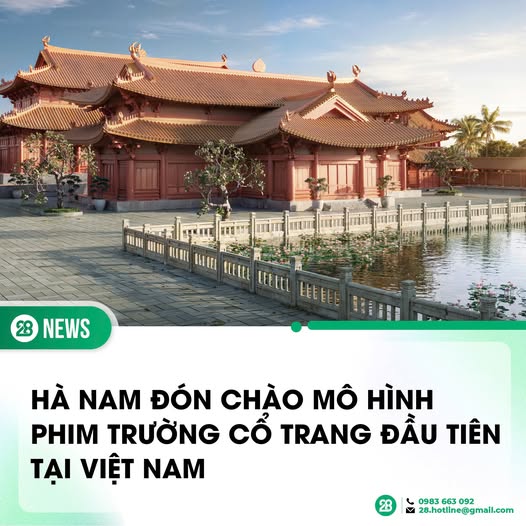 28 NEWS
HÀ NAM ĐÓN CHÀO MÔ HÌNH
PHIM TRƯỜNG CỔ TRANG ĐẦU TIÊN
TẠI VIỆT NAM
28
0983 663 092
28.hotline@gmail.com